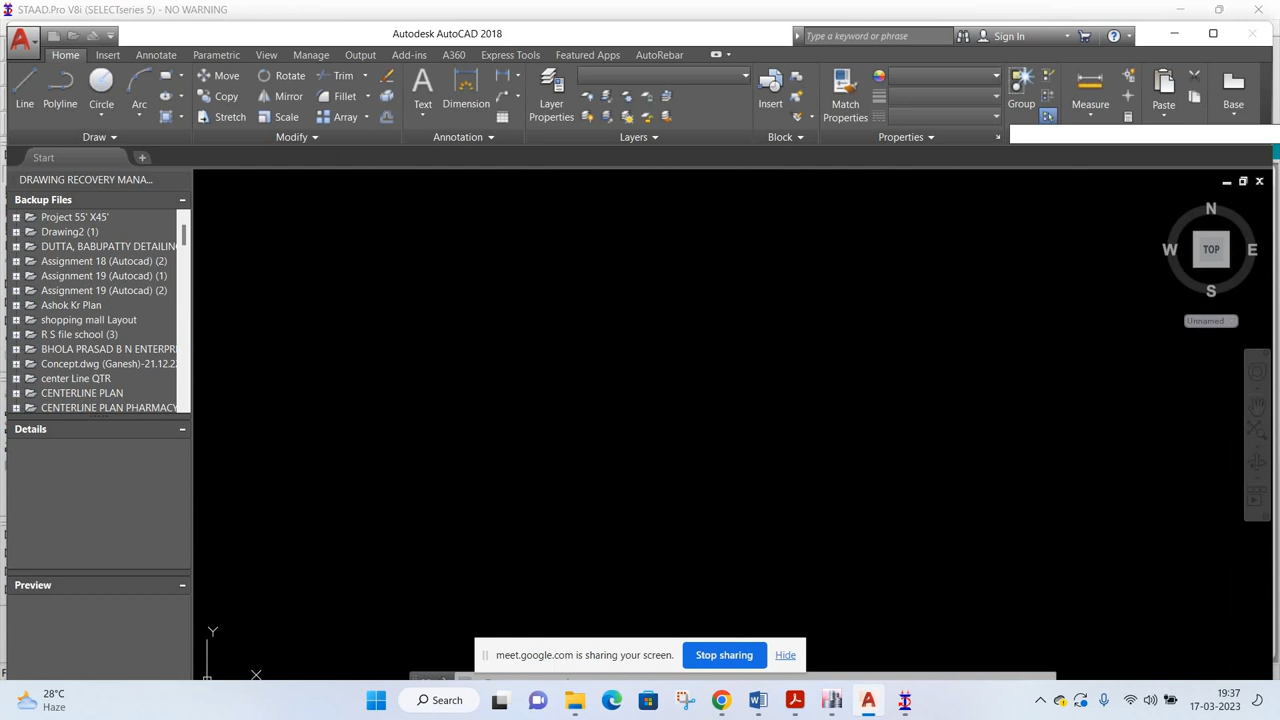 STAAD.Pro V8i (SELECTseries 5) - NO WARNING
Autodesk AutoCAD 2018
Type a keyword or phrase
Sign In
Home Insert Annotate Parametric View Manage Output Add-ins A360 Express Tools Featured Apps AutoRebar
Line Polyline Circle Arc
Move Rotate Trim
Copy Mirror Fillet
Stretch Scale Array
Text Dimension
Layer Properties
Insert
Match Properties
Group
Measure
Paste
Base
Draw Modify Annotation Layers Block Properties
Start
DRAWING RECOVERY MANA...
Backup Files
Project 55' X45'
Drawing2 (1)
DUTTA, BABUPATTY DETAILING
Assignment 18 (Autocad) (2)
Assignment 19 (Autocad) (1)
Assignment 19 (Autocad) (2)
Ashok Kr Plan
shopping mall Layout
R S file school (3)
BHOLA PRASAD B N ENTERPR
Concept.dwg (Ganesh)-21.12.2
center Line QTR
CENTERLINE PLAN
CENTERLINE PLAN PHARMACY
Details
Preview
N
W TOP E
S
Unnamed
Y
X
meet.google.com is sharing your screen. Stop sharing Hide
28°C
Haze
Search
19:37
17-03-2023